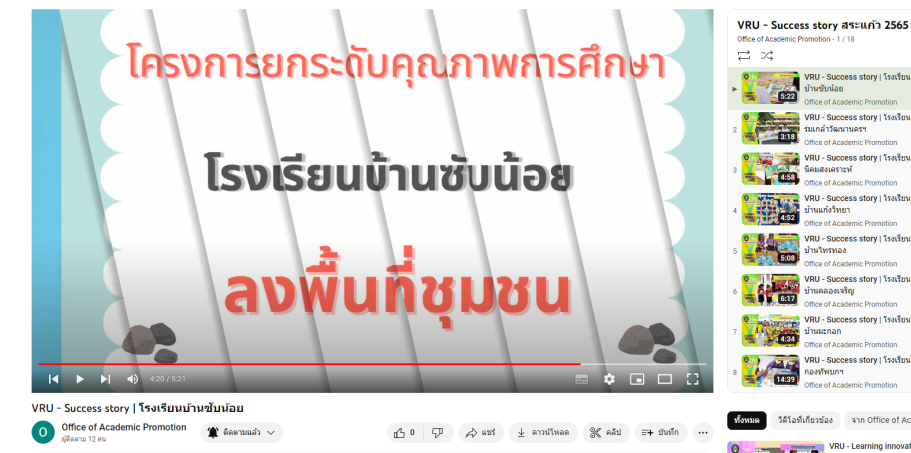 โครงการยกระดับคุณภาพการศึกษา
โรงเรียนบ้านซับน้อย
ลงพื้นที่ชุมชน
4:20 / 5:21
VRU - Success story | โรงเรียนบ้านซับน้อย
O
Office of Academic Promotion
ผู้ติดตาม 12 คน
ติดตามแล้ว
0
แชร์
ดาวน์โหลด
คลิป
บันทึก
VRU - Success story สระแก้ว 2565
Office of Academic Promotion - 1 / 18
5:22
VRU - Success story | โรงเรียน
บ้านซับน้อย
Office of Academic Promotion
2
3:18
VRU - Success story | โรงเรียน
ร่มเกล้าวัฒนานครฯ
Office of Academic Promotion
3
4:58
VRU - Success story | โรงเรียน
นิคมสงเคราะห์
Office of Academic Promotion
4
4:52
VRU - Success story | โรงเรียน
บ้านแก้งวิทยา
Office of Academic Promotion
5
5:08
VRU - Success story | โรงเรียน
บ้านไทรทอง
Office of Academic Promotion
6
6:17
VRU - Success story | โรงเรียน
บ้านคลองเจริญ
Office of Academic Promotion
7
4:34
VRU - Success story | โรงเรียน
บ้านมะกอก
Office of Academic Promotion
8
14:39
VRU - Success story | โรงเรียน
กองทัพบกฯ
Office of Academic Promotion
ทั้งหมด
วิดีโอที่เกี่ยวข้อง
จาก Office of Ac
VRU - Learning innovat